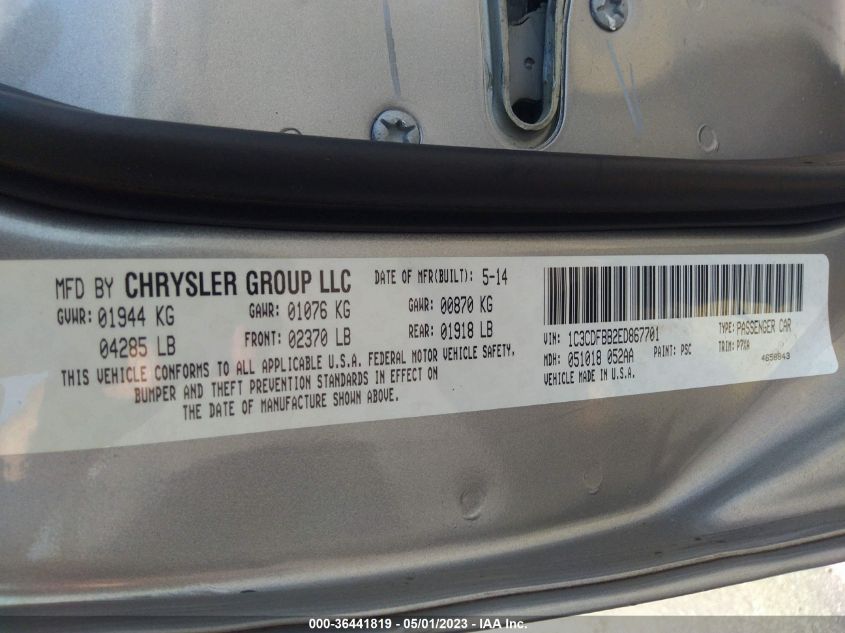 MFD BY CHRYSLER GROUP LLC DATE OF MFR(BUILT): 5-14
GVWR: 01944 KG GAWR: 01076 KG GAWR: 00870 KG
04285 LB FRONT: 02370 LB REAR: 01918 LB
THIS VEHICLE CONFORMS TO ALL APPLICABLE U.S.A. FEDERAL MOTOR VEHICLE SAFETY,
BUMPER AND THEFT PREVENTION STANDARDS IN EFFECT ON
THE DATE OF MANUFACTURE SHOWN ABOVE.
VIN: 1C3CDFBB2ED867701 TYPE: PASSENGER CAR
MDH: 051018 052AA PAINT: PSC TRIM: P7XA
VEHICLE MADE IN U.S.A. 4658843
000-36441819 - 05/01/2023 - IAA Inc.